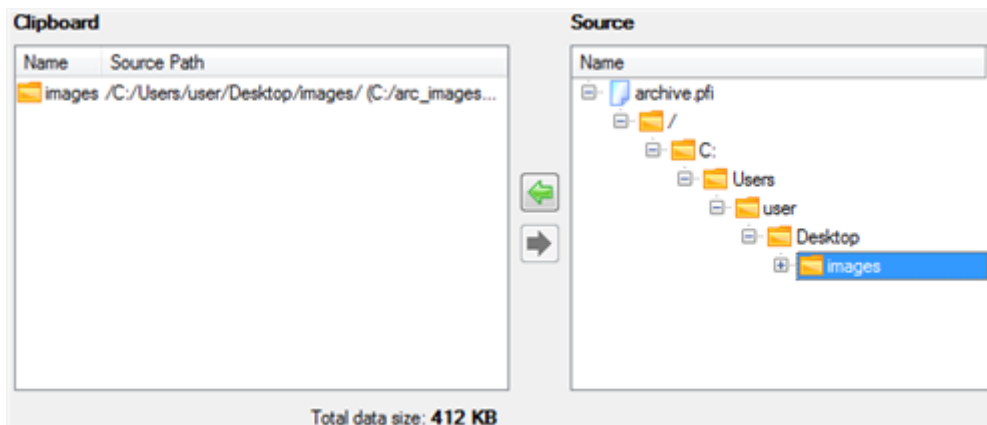 Clipboard
Name Source Path
images /C:/Users/user/Desktop/images/ (C:/arc_images...
Total data size: 412 KB
Source
Name
archive.pfi
/
C:
Users
user
Desktop
images